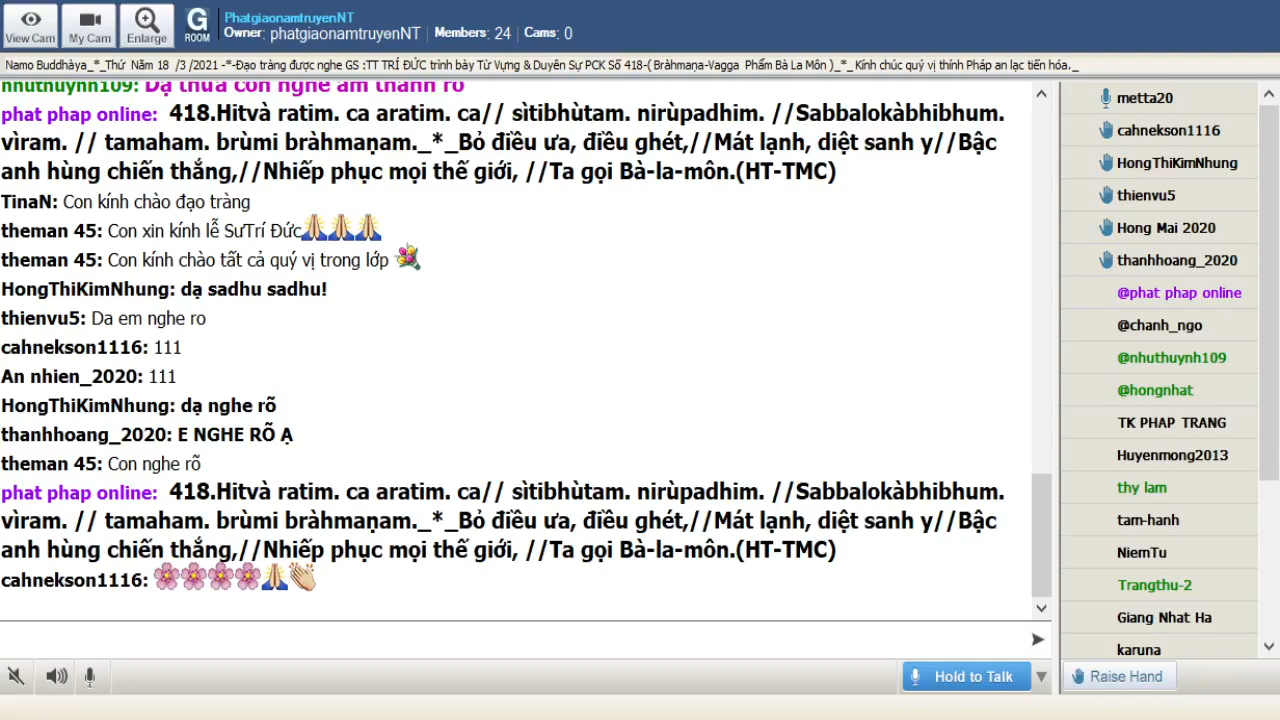 View Cam
My Cam
Enlarge
G
ROOM
PhatgiaonamtruyenNT
Owner: phatgiaonamtruyenNT | Members: 24 | Cams: 0
Namo Buddhàya_*_Thứ Năm 18 /3 /2021 -*-Đạo tràng được nghe GS :TT TRÍ ĐỨC trình bày Từ Vựng & Duyên Sự PCK Số 418-( Bràhmaṇa-Vagga Phẩm Bà La Môn )_*_ Kính chúc quý vị thính Pháp an lạc tiến hóa._
nhuthuynh109: Dạ thưa con nghe âm thanh rõ
phat phap online: 418.Hitvà ratim. ca aratim. ca// sìtibhùtam. nirùpadhim. //Sabbalokàbhibhum.
vìram. // tamaham. brùmi bràhmaṇam._*_Bỏ điều ưa, điều ghét,//Mát lạnh, diệt sanh y//Bậc
anh hùng chiến thắng,//Nhiếp phục mọi thế giới, //Ta gọi Bà-la-môn.(HT-TMC)
TinaN: Con kính chào đạo tràng
theman 45: Con xin kính lễ SưTrí Đức🙏🙏🙏
theman 45: Con kính chào tất cả quý vị trong lớp 💐
HongThiKimNhung: dạ sadhu sadhu!
thienvu5: Da em nghe ro
cahnekson1116: 111
An nhien_2020: 111
HongThiKimNhung: dạ nghe rõ
thanhhoang_2020: E NGHE RÕ Ạ
theman 45: Con nghe rõ
phat phap online: 418.Hitvà ratim. ca aratim. ca// sìtibhùtam. nirùpadhim. //Sabbalokàbhibhum.
vìram. // tamaham. brùmi bràhmaṇam._*_Bỏ điều ưa, điều ghét,//Mát lạnh, diệt sanh y//Bậc
anh hùng chiến thắng,//Nhiếp phục mọi thế giới, //Ta gọi Bà-la-môn.(HT-TMC)
cahnekson1116: 🌸🌸🌸🌸🙏👏
Hold to Talk
metta20
cahnekson1116
HongThiKimNhung
thienvu5
Hong Mai 2020
thanhhoang_2020
@phat phap online
@chanh_ngo
@nhuthuynh109
@hongnhat
TK PHAP TRANG
Huyenmong2013
thy lam
tam-hanh
NiemTu
Trangthu-2
Giang Nhat Ha
karuna
Raise Hand